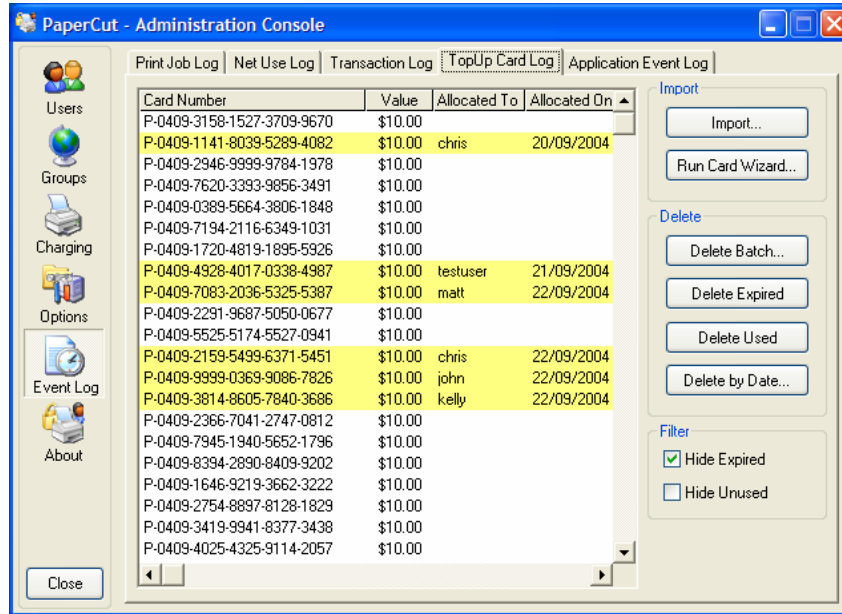 PaperCut - Administration Console
Print Job Log Net Use Log Transaction Log TopUp Card Log Application Event Log
Users
Groups
Charging
Options
Event Log
About
Close
Card Number Value Allocated To Allocated On
P-0409-3158-1527-3709-9670 $10.00
P-0409-1141-8039-5289-4082 $10.00 chris 20/09/2004
P-0409-2946-9999-9784-1978 $10.00
P-0409-7620-3393-9856-3491 $10.00
P-0409-0389-5664-3806-1848 $10.00
P-0409-7194-2116-6349-1031 $10.00
P-0409-1720-4819-1895-5926 $10.00
P-0409-4928-4017-0338-4987 $10.00 testuser 21/09/2004
P-0409-7083-2036-5325-5387 $10.00 matt 22/09/2004
P-0409-2291-9687-5050-0677 $10.00
P-0409-5525-5174-5527-0941 $10.00
P-0409-2159-5499-6371-5451 $10.00 chris 22/09/2004
P-0409-9999-0369-9086-7826 $10.00 john 22/09/2004
P-0409-3814-8605-7840-3686 $10.00 kelly 22/09/2004
P-0409-2366-7041-2747-0812 $10.00
P-0409-7945-1940-5652-1796 $10.00
P-0409-8394-2890-8409-9202 $10.00
P-0409-1646-9219-3662-3222 $10.00
P-0409-2754-8897-8128-1829 $10.00
P-0409-3419-9941-8377-3438 $10.00
P-0409-4025-4325-9114-2057 $10.00
Import
Import...
Run Card Wizard...
Delete
Delete Batch...
Delete Expired
Delete Used
Delete by Date...
Filter
Hide Expired
Hide Unused